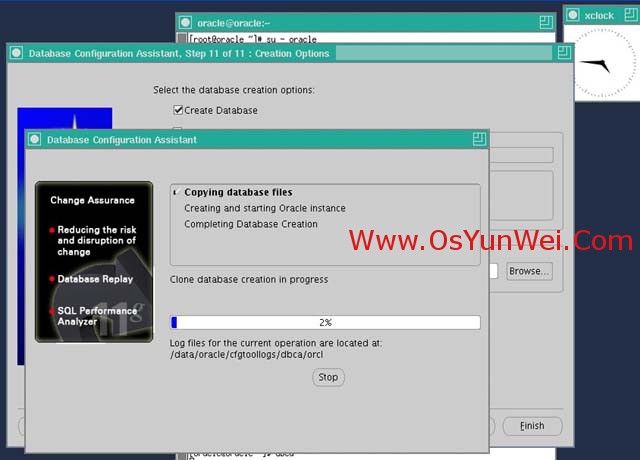 oracle@oracle:~
xclock
[root@oracle ~]# su - oracle
Database Configuration Assistant, Step 11 of 11 : Creation Options
Select the database creation options:
Create Database
Database Configuration Assistant
Change Assurance
Reducing the risk
and disruption of
change
Database Replay
SQL Performance
Analyzer
11g
Copying database files
Creating and starting Oracle instance
Completing Database Creation
Www.OsYunWei.Com
Clone database creation in progress
Browse...
2%
Log files for the current operation are located at:
/data/oracle/cfgtoollogs/dbca/orcl
Stop
Finish
[oracle@oracle ~]$ dbca